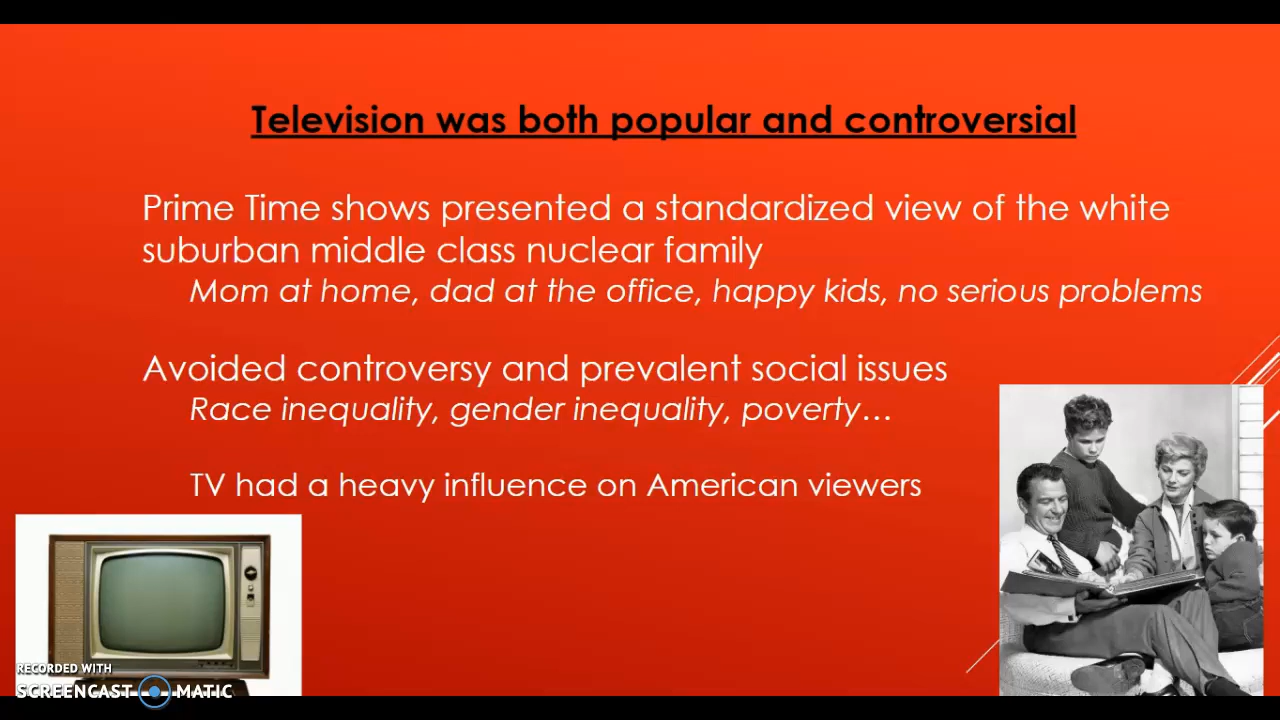 Television was both popular and controversial
Prime Time shows presented a standardized view of the white
suburban middle class nuclear family
Mom at home, dad at the office, happy kids, no serious problems
Avoided controversy and prevalent social issues
Race inequality, gender inequality, poverty…
TV had a heavy influence on American viewers
RECORDED WITH
SCREENCAST MATIC